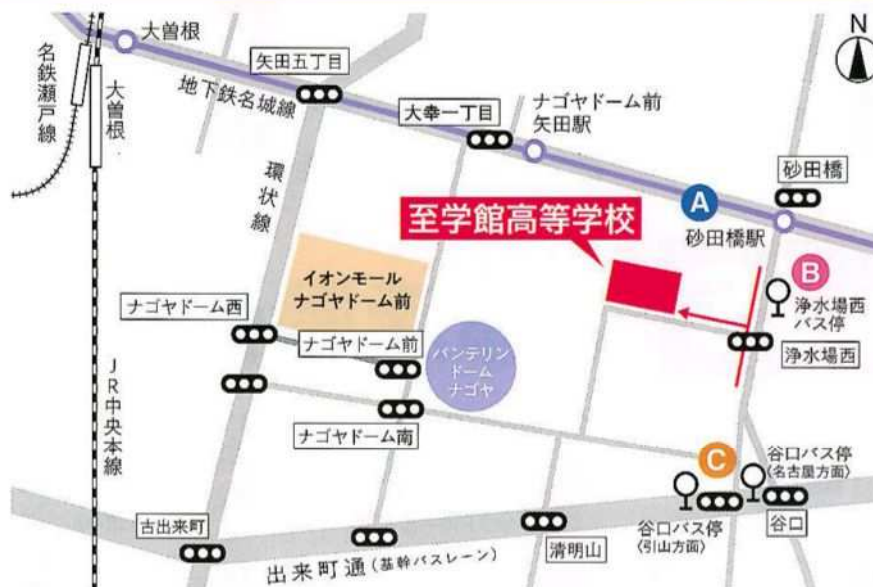 大曽根
N
矢田五丁目
名鉄瀬戸線
大曽根
地下鉄名城線
大幸一丁目
ナゴヤドーム前
矢田駅
砂田橋
環状線
A
至学館高等学校
砂田橋駅
イオンモール
ナゴヤドーム前
B
浄水場西
バス停
ナゴヤドーム西
ナゴヤドーム前
バンテリン
ドーム
ナゴヤ
浄水場西
JR中央本線
ナゴヤドーム南
C
谷口バス停
〈名古屋方面〉
古出来町
出来町通(基幹バスレーン)
清明山
谷口バス停
〈引山方面〉
谷口